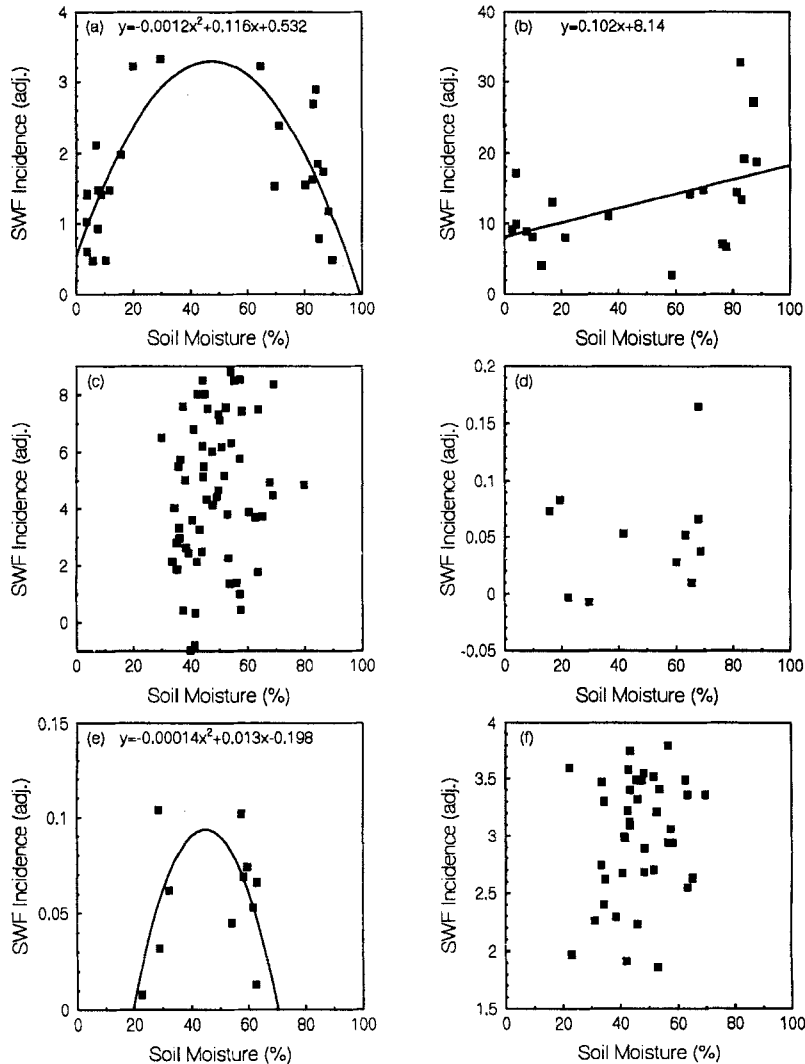 (a) y=-0.0012x²+0.116x+0.532
4
3
2
1
0
SWF Incidence (adj.)
0 20 40 60 80 100
Soil Moisture (%)
(b) y=0.102x+8.14
40
30
20
10
0
SWF Incidence (adj.)
0 20 40 60 80 100
Soil Moisture (%)
(c)
8
6
4
2
0
SWF Incidence (adj.)
0 20 40 60 80 100
Soil Moisture (%)
(d)
0.2
0.15
0.1
0.05
0
-0.05
SWF Incidence (adj.)
0 20 40 60 80 100
Soil Moisture (%)
(e) y=-0.00014x²+0.013x-0.198
0.15
0.1
0.05
0
SWF Incidence (adj.)
0 20 40 60 80 100
Soil Moisture (%)
(f)
4
3.5
3
2.5
2
1.5
SWF Incidence (adj.)
0 20 40 60 80 100
Soil Moisture (%)